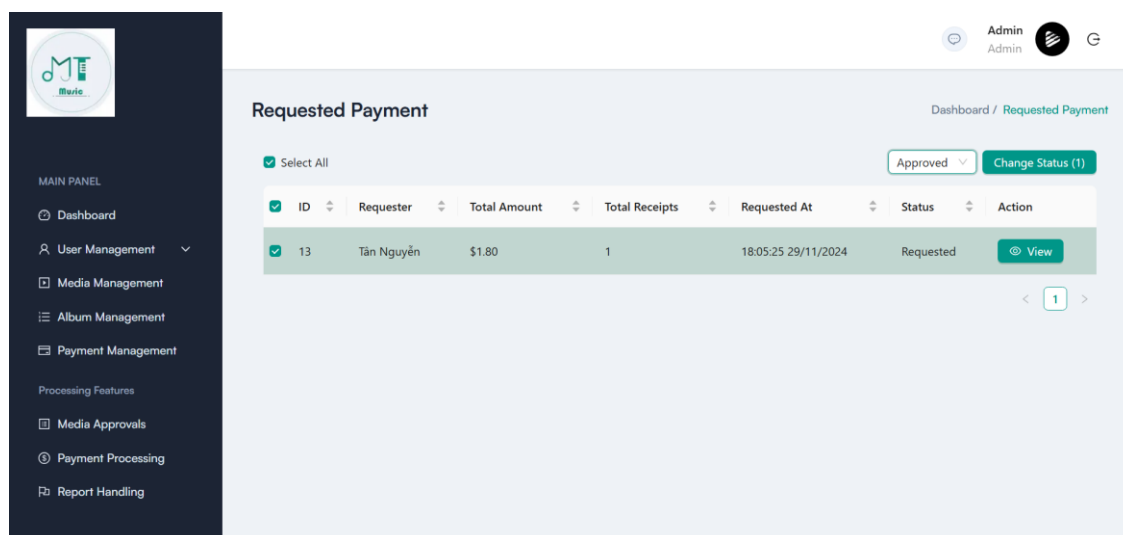 MT
Music
Admin
Admin
Requested Payment
Dashboard / Requested Payment
Select All
Approved
Change Status (1)
ID Requester Total Amount Total Receipts Requested At Status Action
13 Tân Nguyễn $1.80 1 18:05:25 29/11/2024 Requested View
< 1 >
MAIN PANEL
Dashboard
User Management
Media Management
Album Management
Payment Management
Processing Features
Media Approvals
Payment Processing
Report Handling